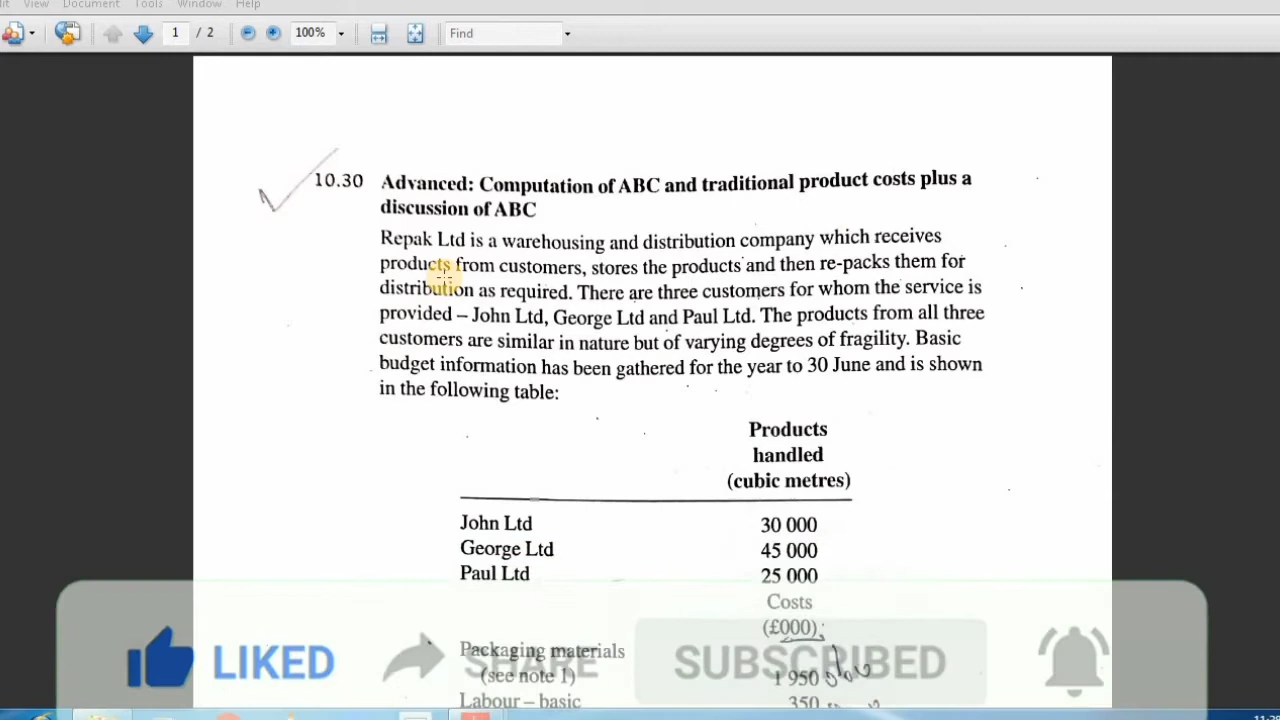 View Document Tools Window Help
1 / 2 100% Find
10.30 Advanced: Computation of ABC and traditional product costs plus a
discussion of ABC
Repak Ltd is a warehousing and distribution company which receives
products from customers, stores the products and then re-packs them for
distribution as required. There are three customers for whom the service is
provided – John Ltd, George Ltd and Paul Ltd. The products from all three
customers are similar in nature but of varying degrees of fragility. Basic
budget information has been gathered for the year to 30 June and is shown
in the following table:
Products
handled
(cubic metres)
John Ltd 30 000
George Ltd 45 000
Paul Ltd 25 000
Costs
(£000)
Packaging materials
(see note 1) 1 950
LIKED SHARE SUBSCRIBED
Labour – basic 350